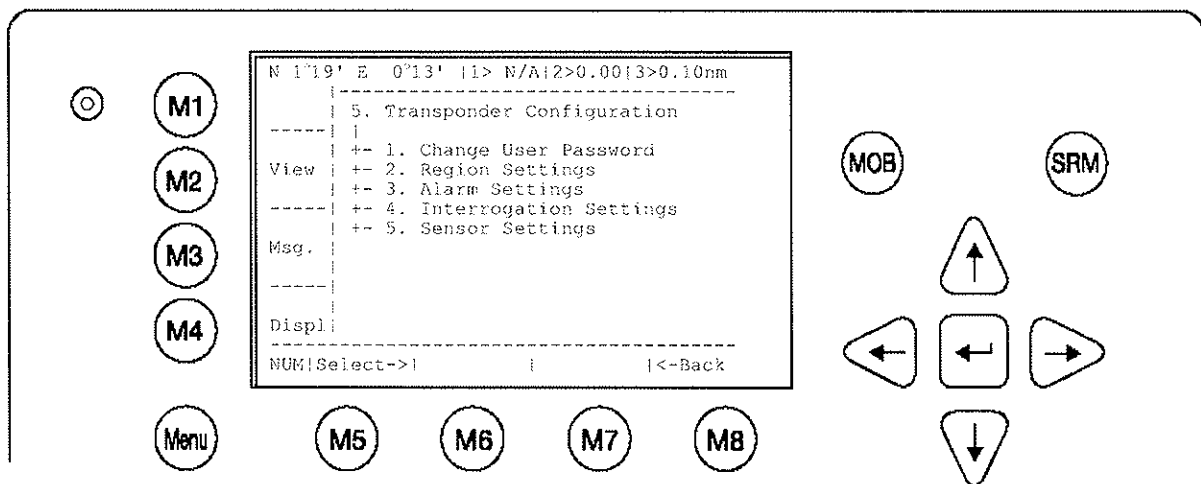 N 1°19' E 0°13' |1> N/A|2>0.00|3>0.10nm
5. Transponder Configuration
+- 1. Change User Password
View | +- 2. Region Settings
+- 3. Alarm Settings
+- 4. Interrogation Settings
+- 5. Sensor Settings
Msg.
Displ
NUM|Select->| | |<-Back
M1
M2
M3
M4
Menu
M5
M6
M7
M8
MOB
SRM